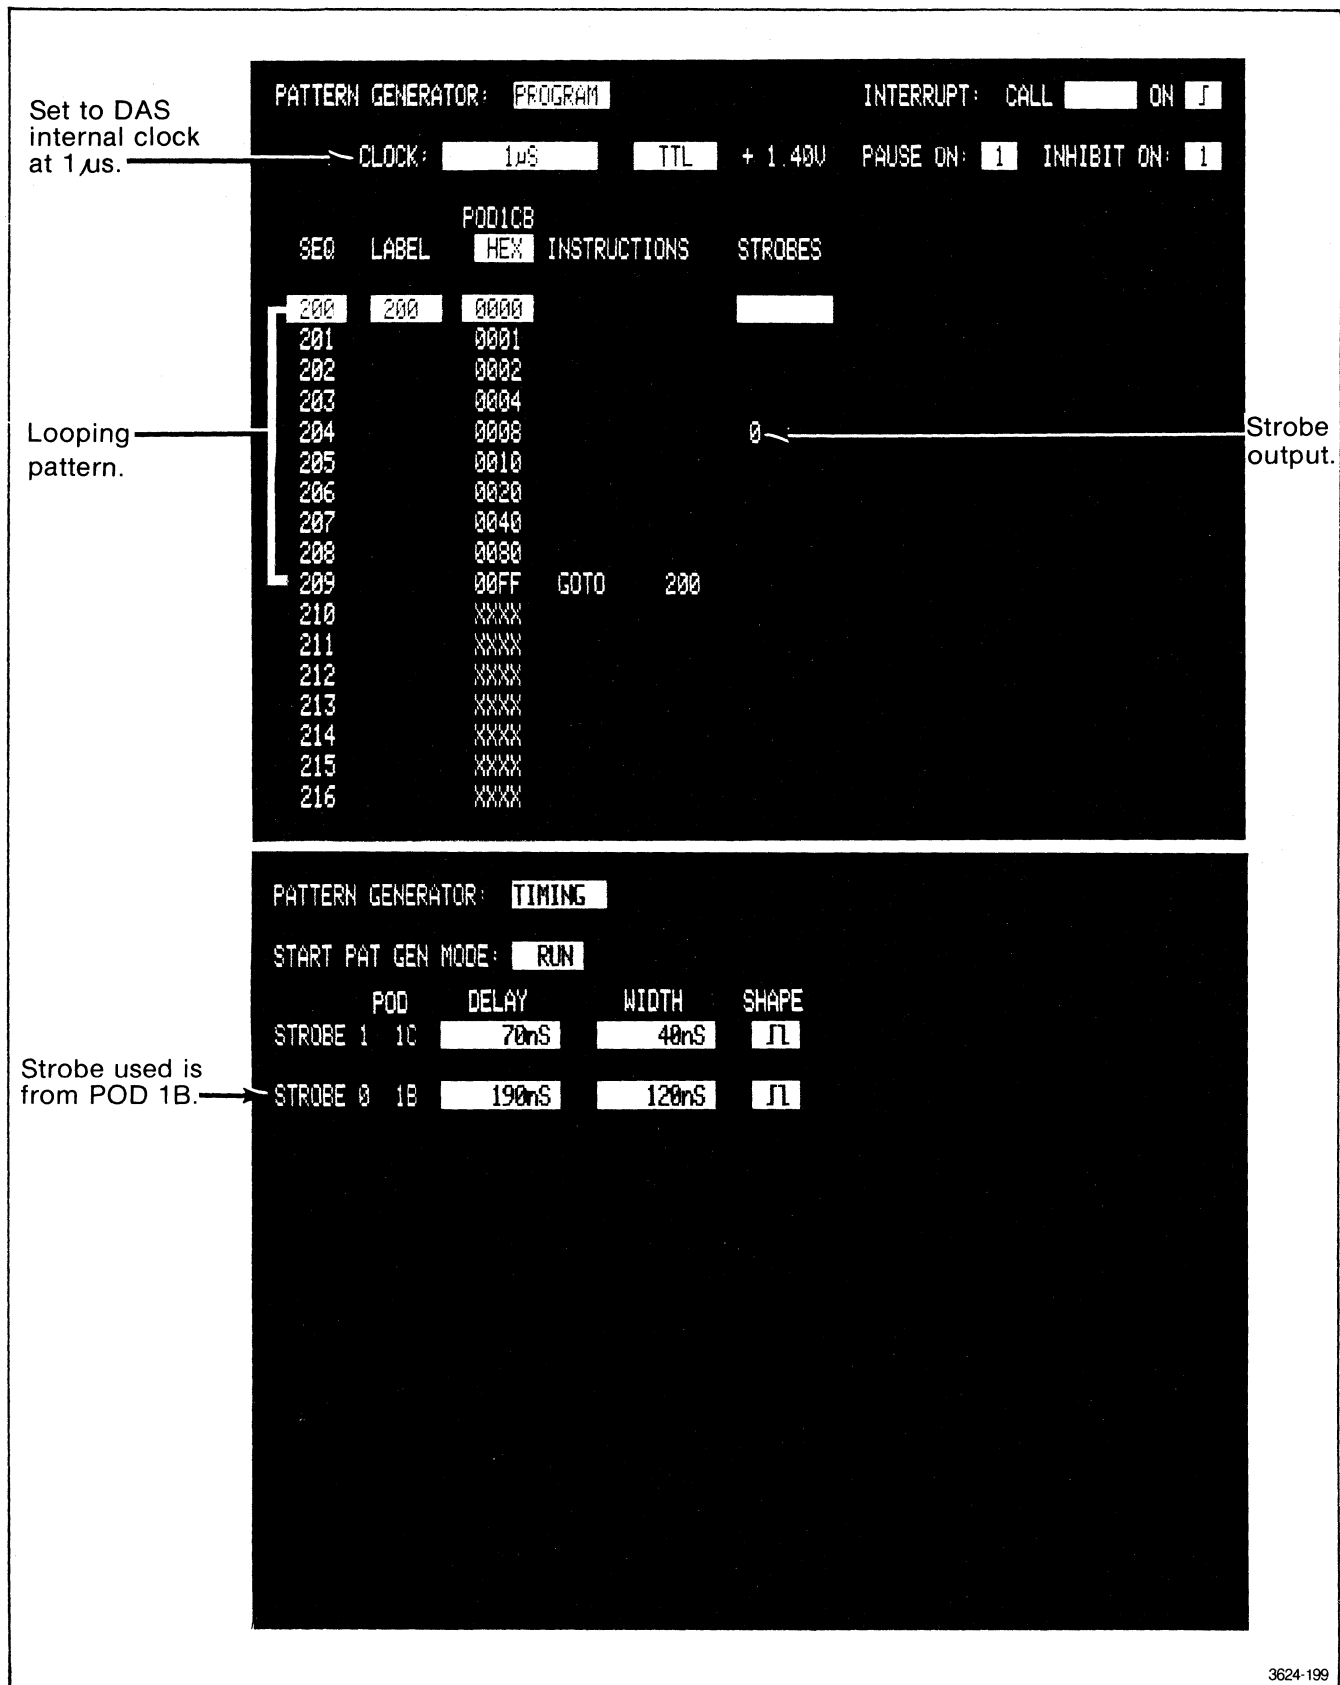 Set to DAS
internal clock
at 1 µs.
PATTERN GENERATOR: PROGRAM INTERRUPT: CALL ON ʃ
CLOCK: 1µS TTL + 1.40V PAUSE ON: 1 INHIBIT ON: 1
POD1CB
SEQ LABEL HEX INSTRUCTIONS STROBES
200 200 0000
201 0001
202 0002
203 0004
204 0008 0
205 0010
206 0020
207 0040
208 0080
209 00FF GOTO 200
210 XXXX
211 XXXX
212 XXXX
213 XXXX
214 XXXX
215 XXXX
216 XXXX
Looping
pattern.
Strobe
output.
PATTERN GENERATOR: TIMING
START PAT GEN MODE: RUN
POD DELAY WIDTH SHAPE
STROBE 1 1C 70nS 40nS
STROBE 0 1B 190nS 120nS
Strobe used is
from POD 1B.
3624-199